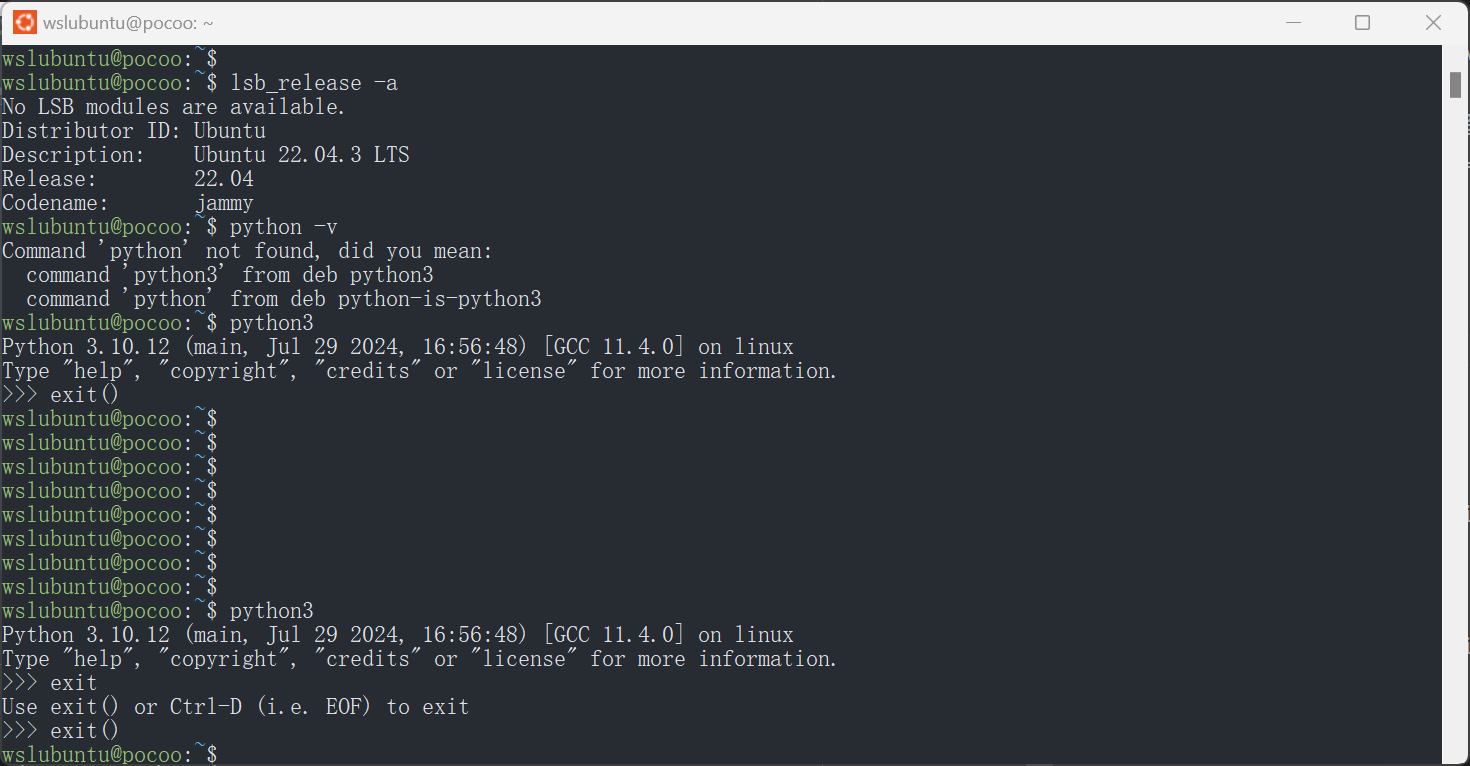 wslubuntu@pocoo: ~
wslubuntu@pocoo:~$
wslubuntu@pocoo:~$ lsb_release -a
No LSB modules are available.
Distributor ID: Ubuntu
Description:    Ubuntu 22.04.3 LTS
Release:        22.04
Codename:       jammy
wslubuntu@pocoo:~$ python -v
Command 'python' not found, did you mean:
  command 'python3' from deb python3
  command 'python' from deb python-is-python3
wslubuntu@pocoo:~$ python3
Python 3.10.12 (main, Jul 29 2024, 16:56:48) [GCC 11.4.0] on linux
Type "help", "copyright", "credits" or "license" for more information.
>>> exit()
wslubuntu@pocoo:~$
wslubuntu@pocoo:~$
wslubuntu@pocoo:~$
wslubuntu@pocoo:~$
wslubuntu@pocoo:~$
wslubuntu@pocoo:~$
wslubuntu@pocoo:~$
wslubuntu@pocoo:~$
wslubuntu@pocoo:~$ python3
Python 3.10.12 (main, Jul 29 2024, 16:56:48) [GCC 11.4.0] on linux
Type "help", "copyright", "credits" or "license" for more information.
>>> exit
Use exit() or Ctrl-D (i.e. EOF) to exit
>>> exit()
wslubuntu@pocoo:~$